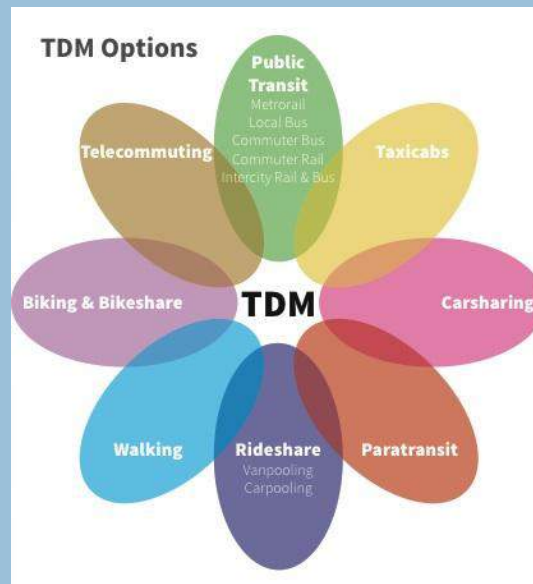 TDM Options
Public
Transit
Metrorail
Local Bus
Commuter Bus
Commuter Rail
Intercity Rail & Bus
Telecommuting
Taxicabs
Biking & Bikeshare
TDM
Carsharing
Walking
Rideshare
Vanpooling
Carpooling
Paratransit